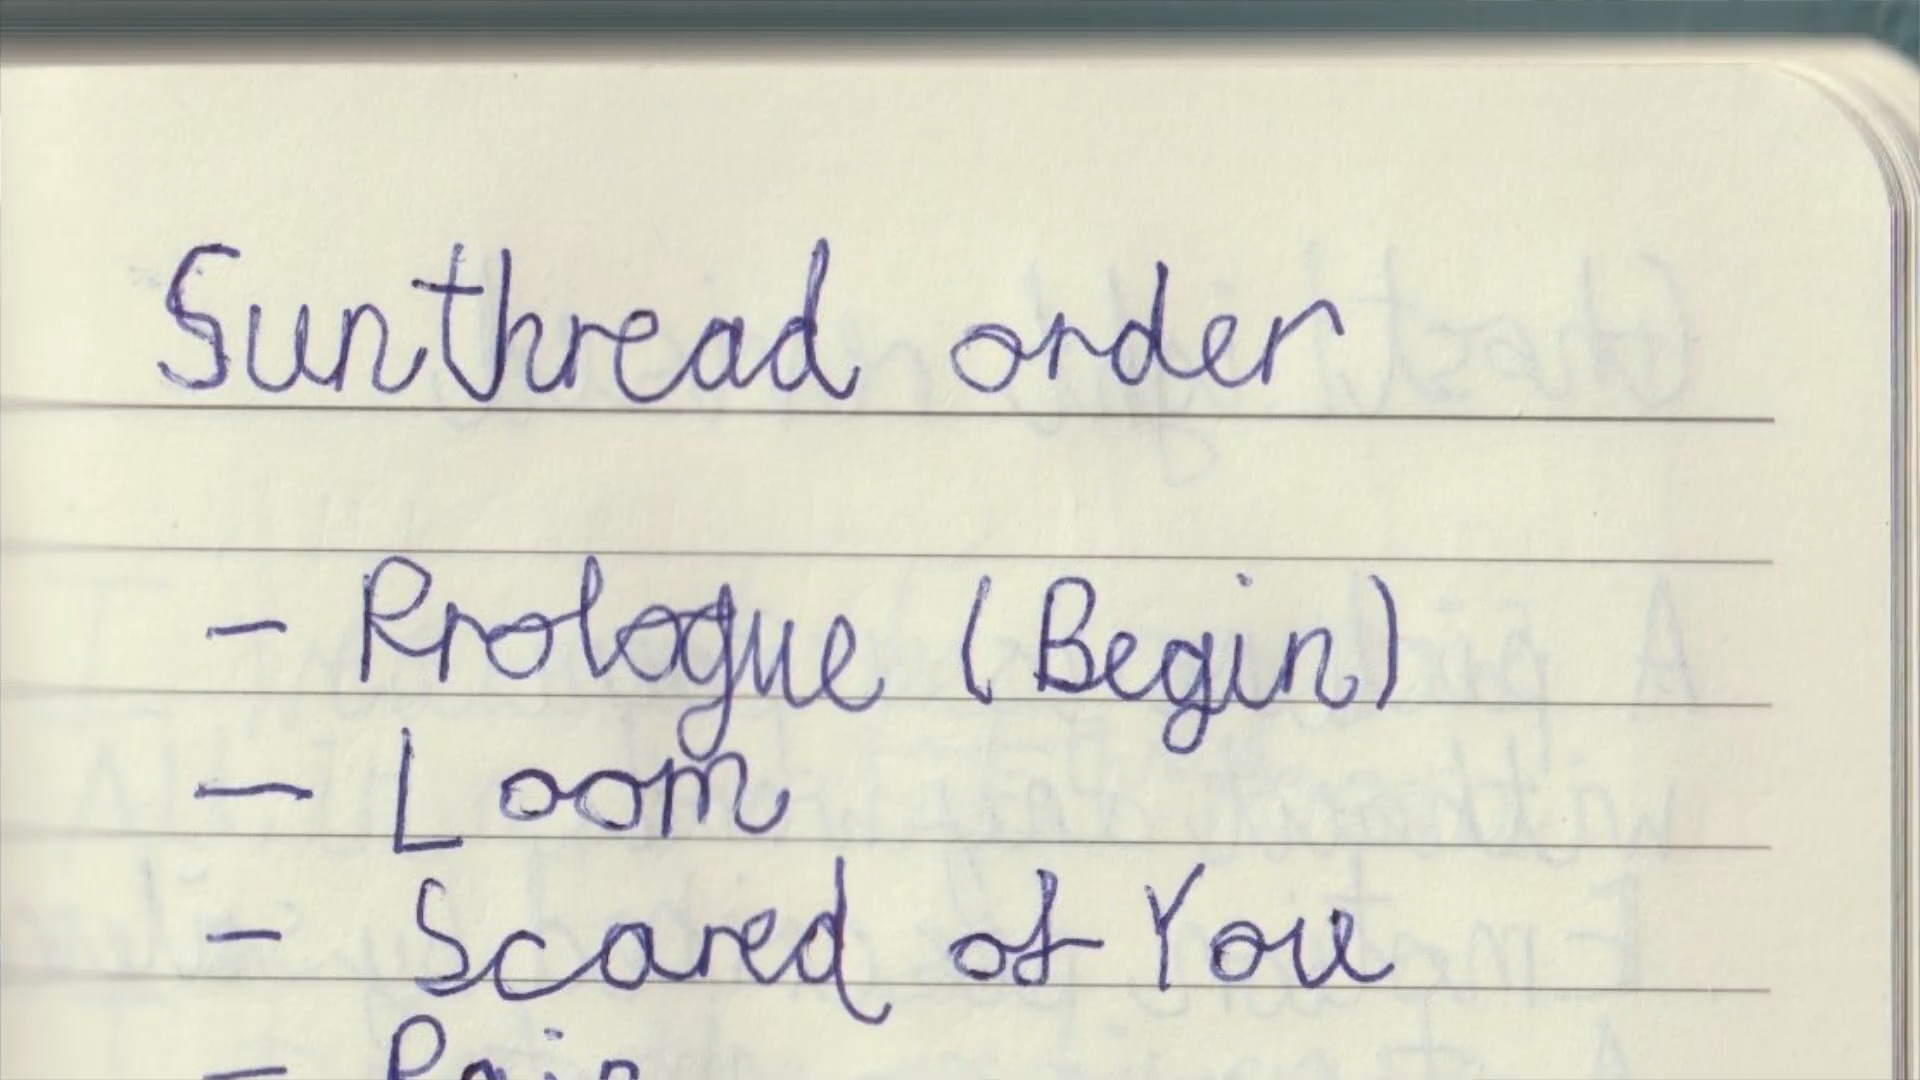 Sunthread order
- Prologue (Begin)
- Loom
- Scared of You